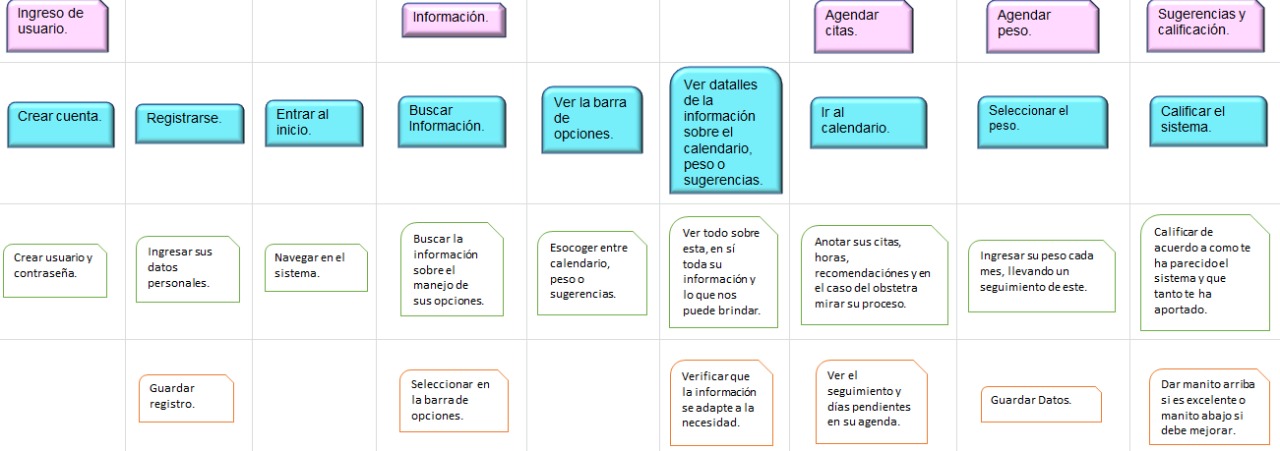 Ingreso de
usuario.
Información.
Agendar
citas.
Agendar
peso.
Sugerencias y
calificación.
Crear cuenta.
Registrarse.
Entrar al
inicio.
Buscar
Información.
Ver la barra
de
opciones.
Ver datalles
de la
información
sobre el
calendario,
peso o
sugerencias.
Ir al
calendario.
Seleccionar el
peso.
Calificar el
sistema.
Crear usuario y
contraseña.
Ingresar sus
datos
personales.
Navegar en el
sistema.
Buscar la
información
sobre el
manejo de
sus opciones.
Esocoger entre
calendario,
peso o
sugerencias.
Ver todo sobre
esta, en sí
toda su
información y
lo que nos
puede brindar.
Anotar sus citas,
horas,
recomendaciónes y en
el caso del obstetra
mirar su proceso.
Ingresar su peso cada
mes, llevando un
seguimiento de este.
Calificar de
acuerdo a como te
ha parecido el
sistema y que
tanto te ha
aportado.
Guardar
registro.
Seleccionar en
la barra de
opciones.
Verificar que
la información
se adapte a la
necesidad.
Ver el
seguimiento y
días pendientes
en su agenda.
Guardar Datos.
Dar manito arriba
si es excelente o
manito abajo si
debe mejorar.